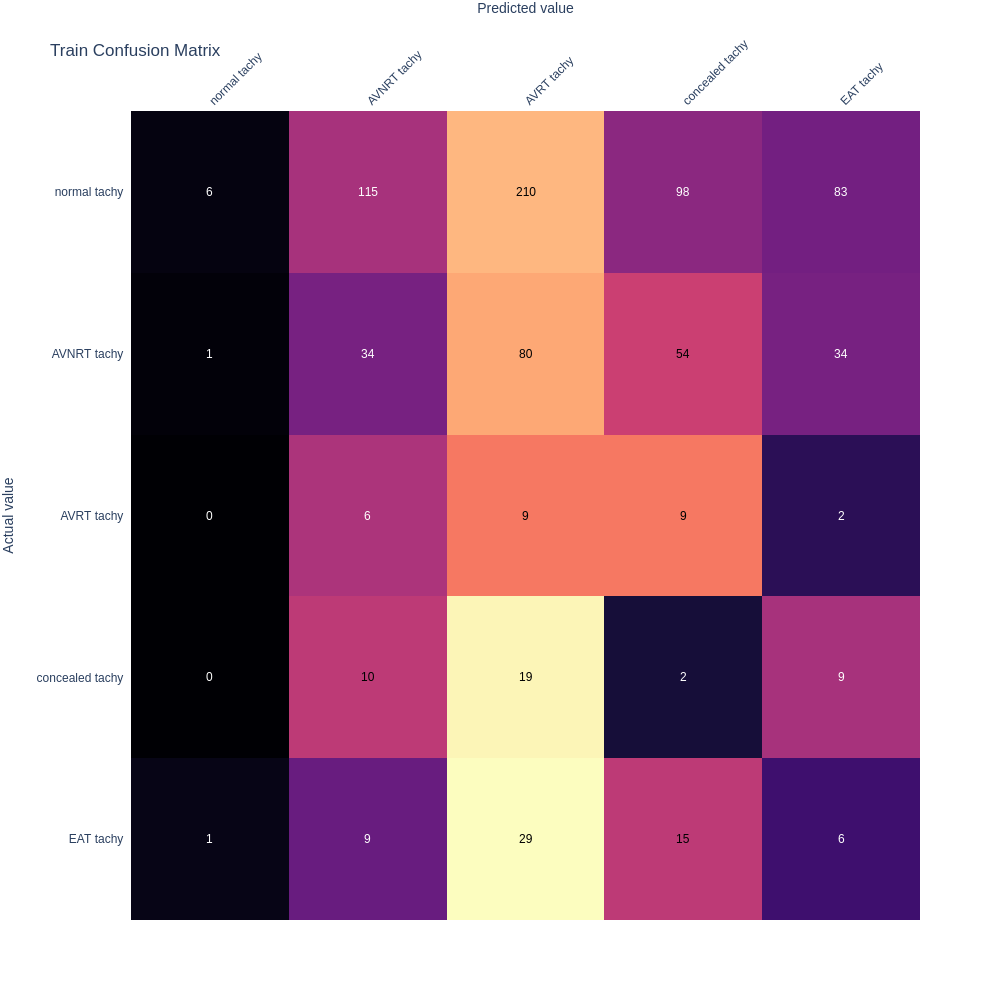 Predicted value
Train Confusion Matrix
normal tachy
AVNRT tachy
AVRT tachy
concealed tachy
EAT tachy
Actual value
normal tachy 6 115 210 98 83
AVNRT tachy 1 34 80 54 34
AVRT tachy 0 6 9 9 2
concealed tachy 0 10 19 2 9
EAT tachy 1 9 29 15 6